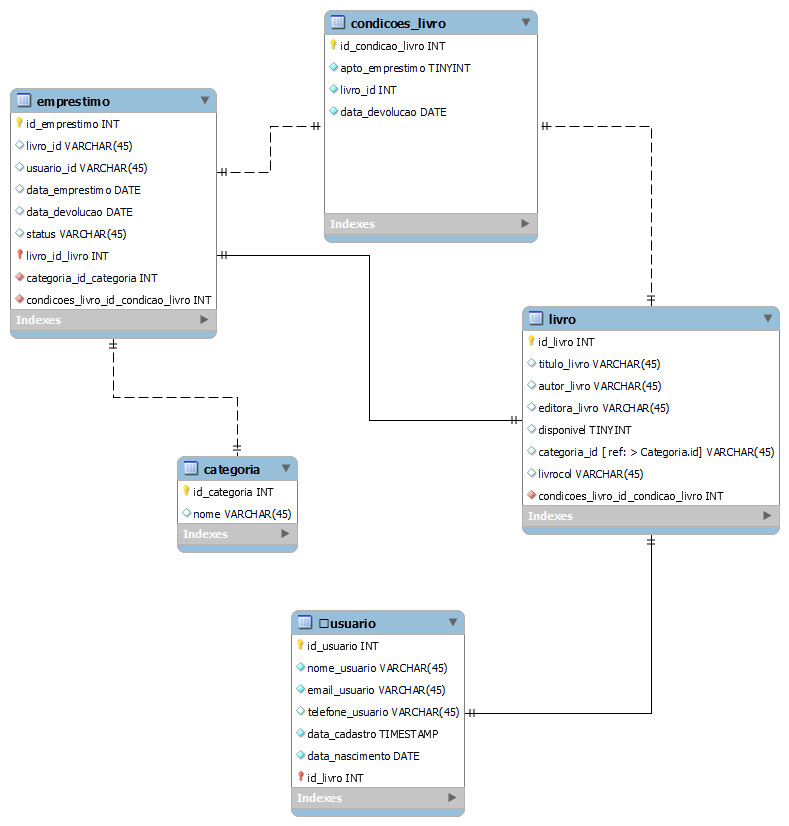 condicoes_livro
id_condicao_livro INT
apto_emprestimo TINYINT
livro_id INT
data_devolucao DATE
Indexes
emprestimo
id_emprestimo INT
livro_id VARCHAR(45)
usuario_id VARCHAR(45)
data_emprestimo DATE
data_devolucao DATE
status VARCHAR(45)
livro_id_livro INT
categoria_id_categoria INT
condicoes_livro_id_condicao_livro INT
Indexes
livro
id_livro INT
titulo_livro VARCHAR(45)
autor_livro VARCHAR(45)
editora_livro VARCHAR(45)
disponivel TINYINT
categoria_id [ ref: > Categoria.id] VARCHAR(45)
livrocol VARCHAR(45)
condicoes_livro_id_condicao_livro INT
Indexes
categoria
id_categoria INT
nome VARCHAR(45)
Indexes
□usuario
id_usuario INT
nome_usuario VARCHAR(45)
email_usuario VARCHAR(45)
telefone_usuario VARCHAR(45)
data_cadastro TIMESTAMP
data_nascimento DATE
id_livro INT
Indexes